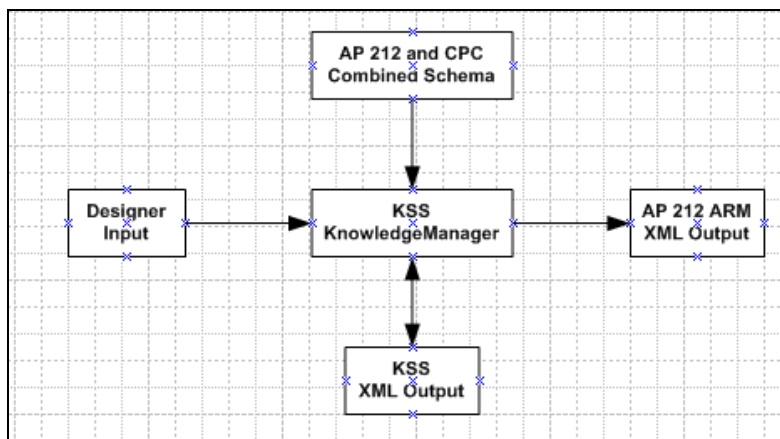 AP 212 and CPC
Combined Schema
Designer
Input
KSS
KnowledgeManager
AP 212 ARM
XML Output
KSS
XML Output